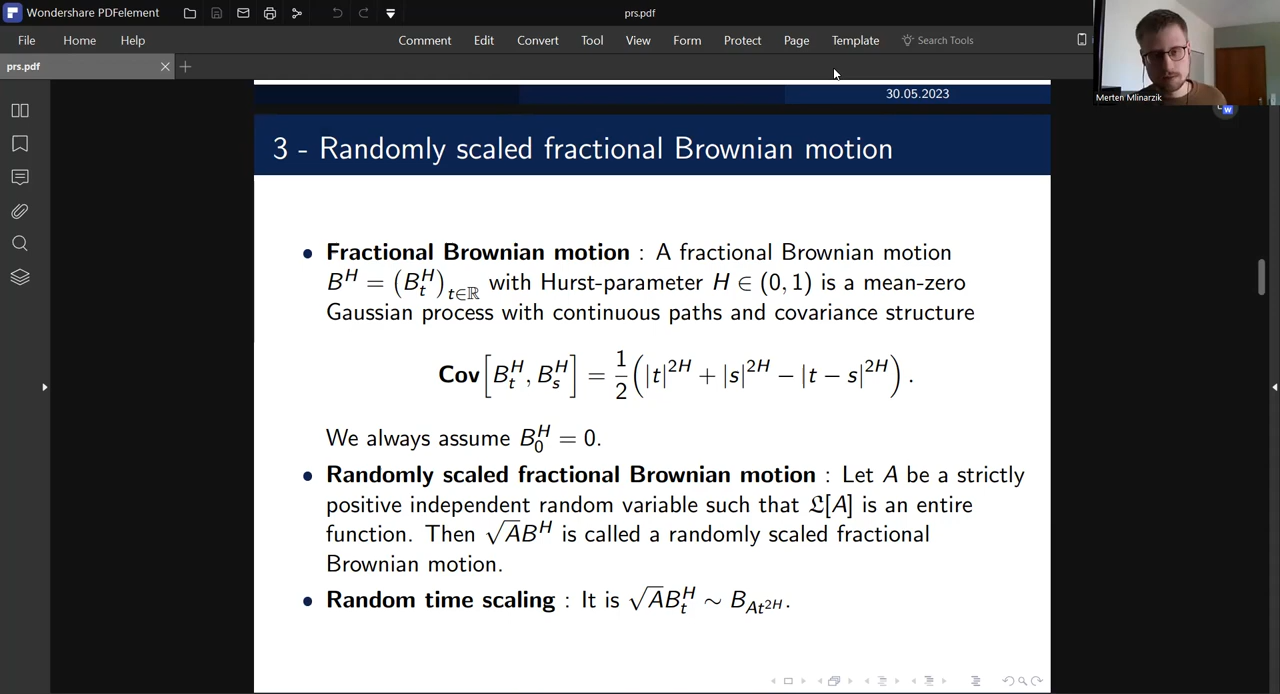 Wondershare PDFelement
prs.pdf
File Home Help Comment Edit Convert Tool View Form Protect Page Template Search Tools
prs.pdf
Merten Mlinarzik
30.05.2023
3 - Randomly scaled fractional Brownian motion
• Fractional Brownian motion : A fractional Brownian motion
B^H = (B_t^H)_{t∈ℝ} with Hurst-parameter H ∈ (0, 1) is a mean-zero
Gaussian process with continuous paths and covariance structure
Cov[B_t^H, B_s^H] = 1/2 (|t|^{2H} + |s|^{2H} − |t − s|^{2H}) .
We always assume B_0^H = 0.
• Randomly scaled fractional Brownian motion : Let A be a strictly
positive independent random variable such that 𝔏[A] is an entire
function. Then √A B^H is called a randomly scaled fractional
Brownian motion.
• Random time scaling : It is √A B_t^H ∼ B_{At^{2H}}.